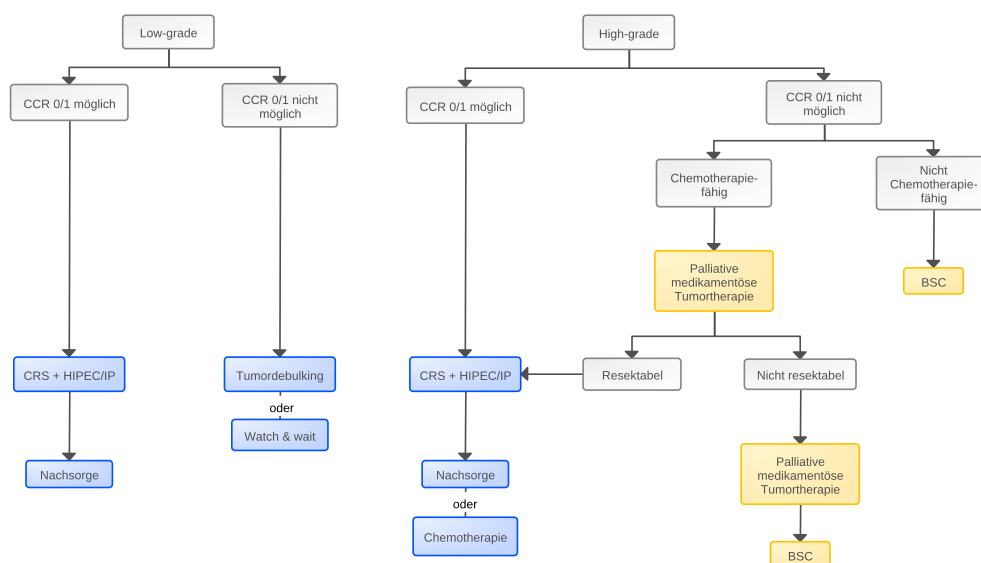 Low-grade
CCR 0/1 möglich
CCR 0/1 nicht
möglich
CRS + HIPEC/IP
Nachsorge
Tumordebulking
oder
Watch & wait
High-grade
CCR 0/1 möglich
CCR 0/1 nicht
möglich
Chemotherapie-
fähig
Nicht
Chemotherapie-
fähig
Palliative
medikamentöse
Tumortherapie
BSC
CRS + HIPEC/IP
Resektabel
Nicht resektabel
Nachsorge
oder
Chemotherapie
Palliative
medikamentöse
Tumortherapie
BSC